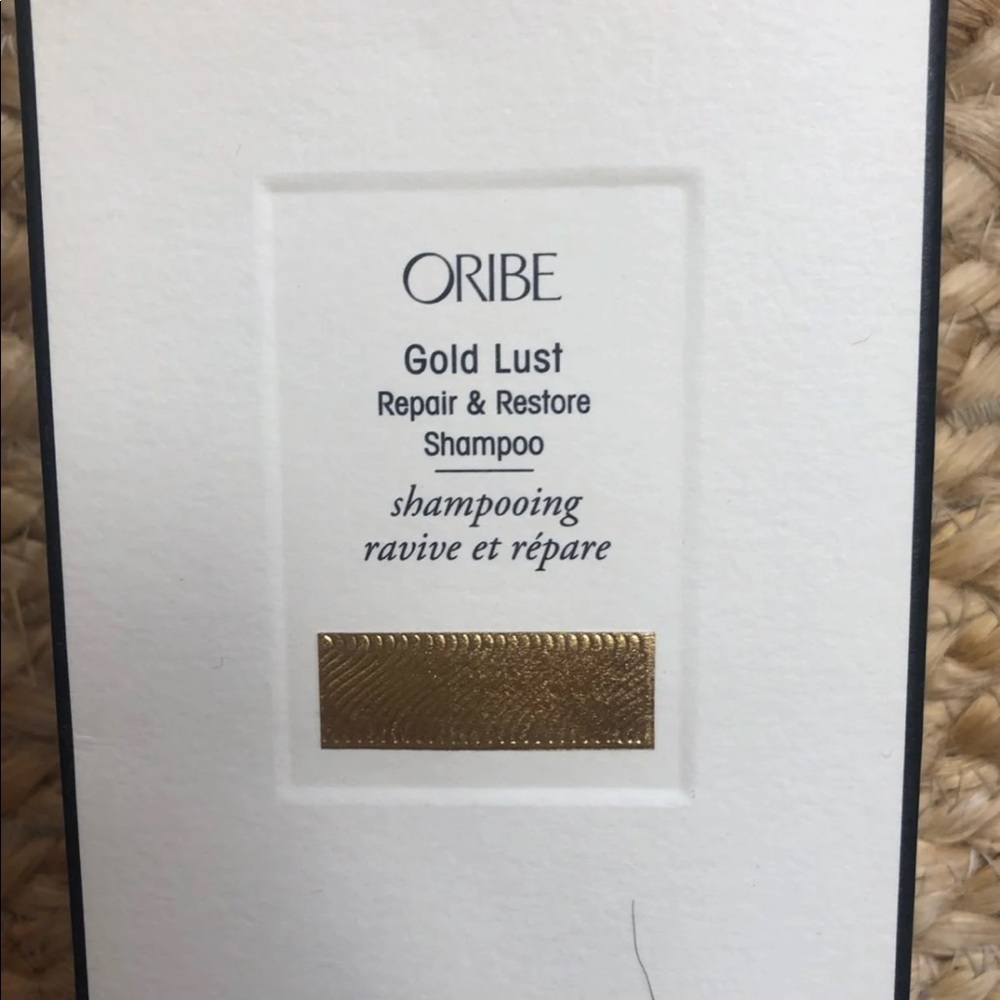 ORIBE
Gold Lust
Repair & Restore
Shampoo
shampooing
ravive et répare